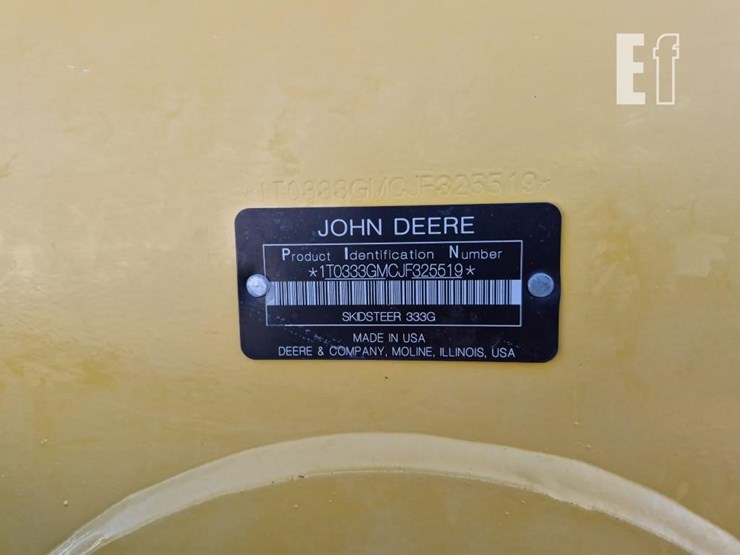 Ef
*1T0333GMCJF325519*
JOHN DEERE
Product Identification Number
*1T0333GMCJF325519*
SKIDSTEER 333G
MADE IN USA
DEERE & COMPANY, MOLINE, ILLINOIS, USA